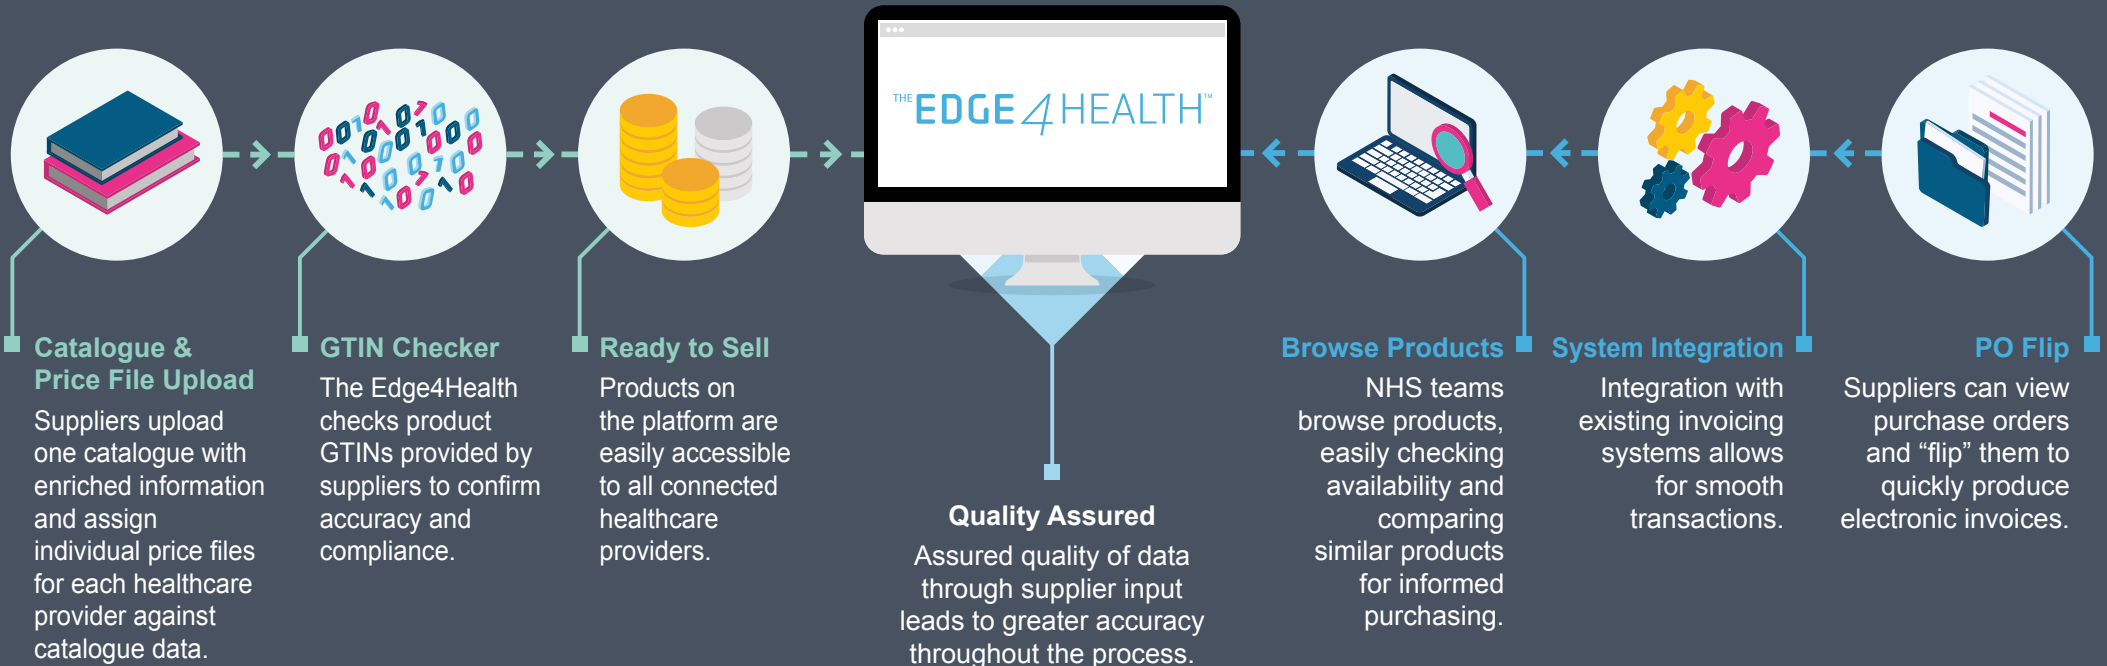 THE EDGE 4 HEALTH™
Catalogue &
Price File Upload
Suppliers upload
one catalogue with
enriched information
and assign
individual price files
for each healthcare
provider against
catalogue data.
GTIN Checker
The Edge4Health
checks product
GTINs provided by
suppliers to confirm
accuracy and
compliance.
Ready to Sell
Products on
the platform are
easily accessible
to all connected
healthcare
providers.
Quality Assured
Assured quality of data
through supplier input
leads to greater accuracy
throughout the process.
Browse Products
NHS teams
browse products,
easily checking
availability and
comparing
similar products
for informed
purchasing.
System Integration
Integration with
existing invoicing
systems allows
for smooth
transactions.
PO Flip
Suppliers can view
purchase orders
and “flip” them to
quickly produce
electronic invoices.